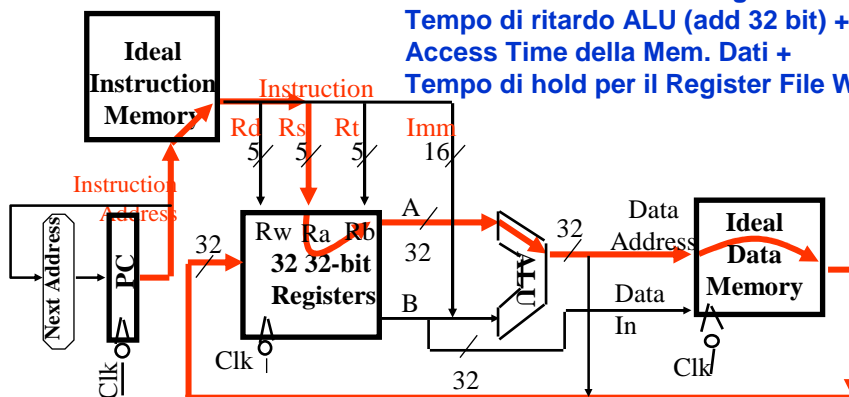 Tempo di ritardo ALU (add 32 bit) +
Access Time della Mem. Dati +
Tempo di hold per il Register File W
Ideal
Instruction
Memory
Instruction
Rd Rs Rt Imm
5 5 5 16
Instruction
Address
Next Address
PC
Clk
32
Rw Ra Rb
32 32-bit
Registers
Clk
A
32
B
32
ALU
32
Data
Address
Data
In
Ideal
Data
Memory
Clk